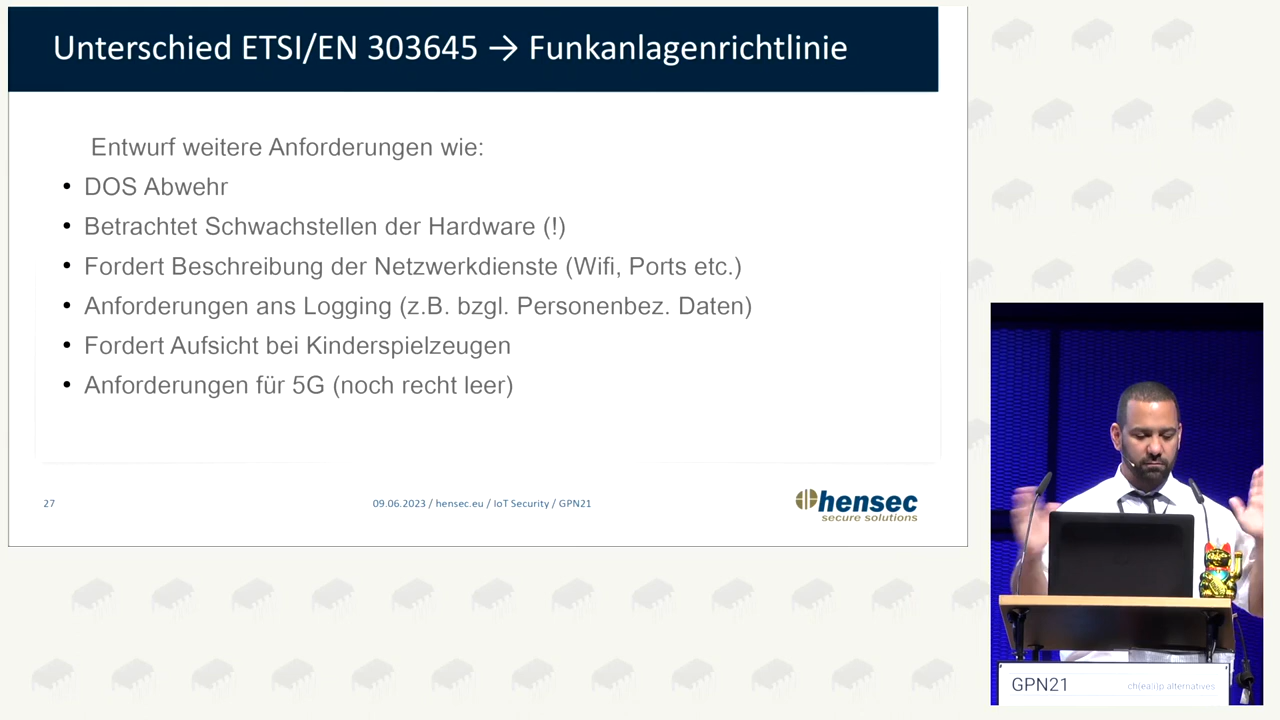 Unterschied ETSI/EN 303645 → Funkanlagenrichtlinie
Entwurf weitere Anforderungen wie:
• DOS Abwehr
• Betrachtet Schwachstellen der Hardware (!)
• Fordert Beschreibung der Netzwerkdienste (Wifi, Ports etc.)
• Anforderungen ans Logging (z.B. bzgl. Personenbez. Daten)
• Fordert Aufsicht bei Kinderspielzeugen
• Anforderungen für 5G (noch recht leer)
27
09.06.2023 / hensec.eu / IoT Security / GPN21
hensec
secure solutions
GPN21
ch(ea)ip alternatives